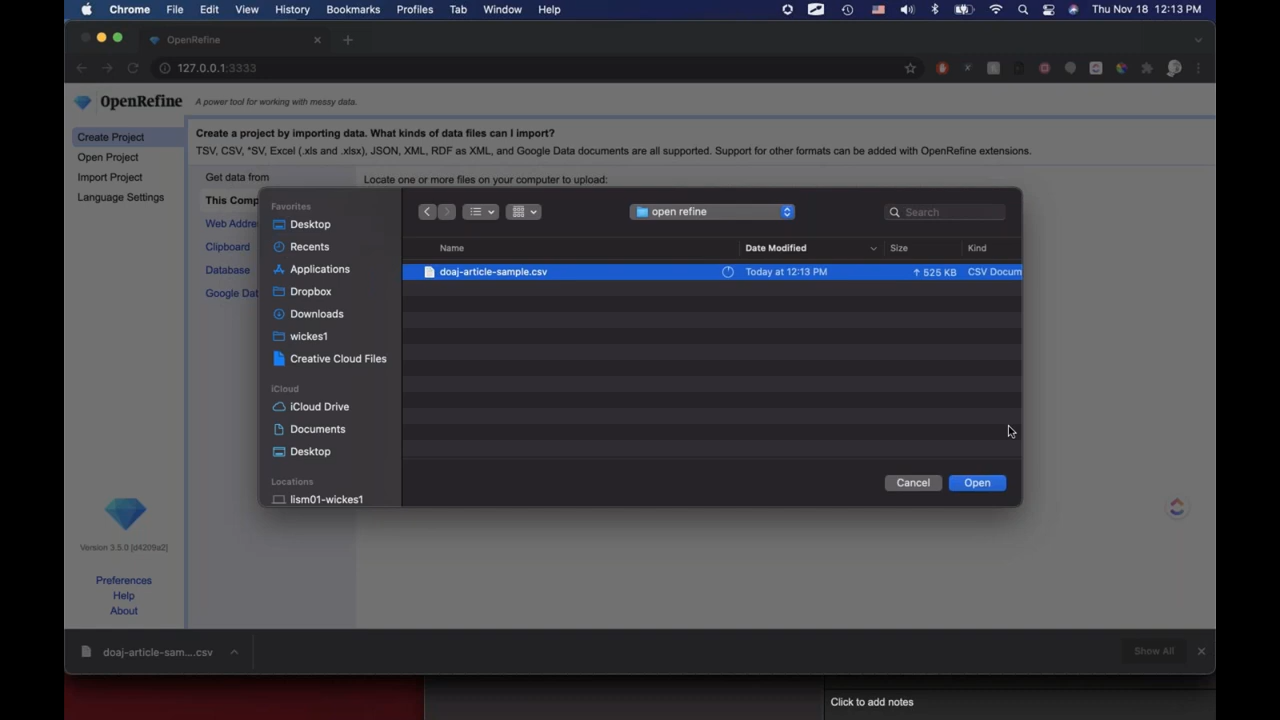 Chrome File Edit View History Bookmarks Profiles Tab Window Help Thu Nov 18 12:13 PM
OpenRefine
127.0.0.1:3333
OpenRefine A power tool for working with messy data.
Create Project
Open Project
Import Project
Language Settings
Create a project by importing data. What kinds of data files can I import?
TSV, CSV, *SV, Excel (.xls and .xlsx), JSON, XML, RDF as XML, and Google Data documents are all supported. Support for other formats can be added with OpenRefine extensions.
Get data from
This Comp
Web Addre
Clipboard
Database
Google Dat
Locate one or more files on your computer to upload:
Favorites
Desktop
Recents
Applications
Dropbox
Downloads
wickes1
Creative Cloud Files
iCloud
iCloud Drive
Documents
Desktop
Locations
lism01-wickes1
open refine
Search
Name Date Modified Size Kind
doaj-article-sample.csv Today at 12:13 PM 525 KB CSV Docum
Cancel Open
Version 3.5.0 [d4209a2]
Preferences
Help
About
doaj-article-sam....csv
Show All
Click to add notes